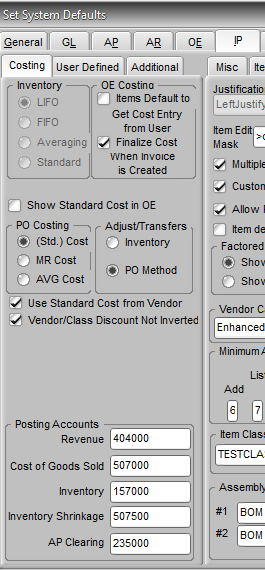 Set System Defaults
General GL AP AR OE IP
Costing User Defined Additional Misc
Inventory
LIFO
FIFO
Averaging
Standard
OE Costing
Items Default to
Get Cost Entry
from User
Finalize Cost
When Invoice
is Created
Show Standard Cost in OE
PO Costing
(Std.) Cost
MR Cost
AVG Cost
Adjust/Transfers
Inventory
PO Method
Use Standard Cost from Vendor
Vendor/Class Discount Not Inverted
Posting Accounts
Revenue 404000
Cost of Goods Sold 507000
Inventory 157000
Inventory Shrinkage 507500
AP Clearing 235000
Justification
LeftJustify
Item Edit
Mask
Multiple
Custom
Allow
Item de
Factored
Show
Show
Vendor C
Enhanced
Minimum A
Lis
Add
6 7
Item Class
TESTCLA
Assembly
#1 BOM
#2 BOM